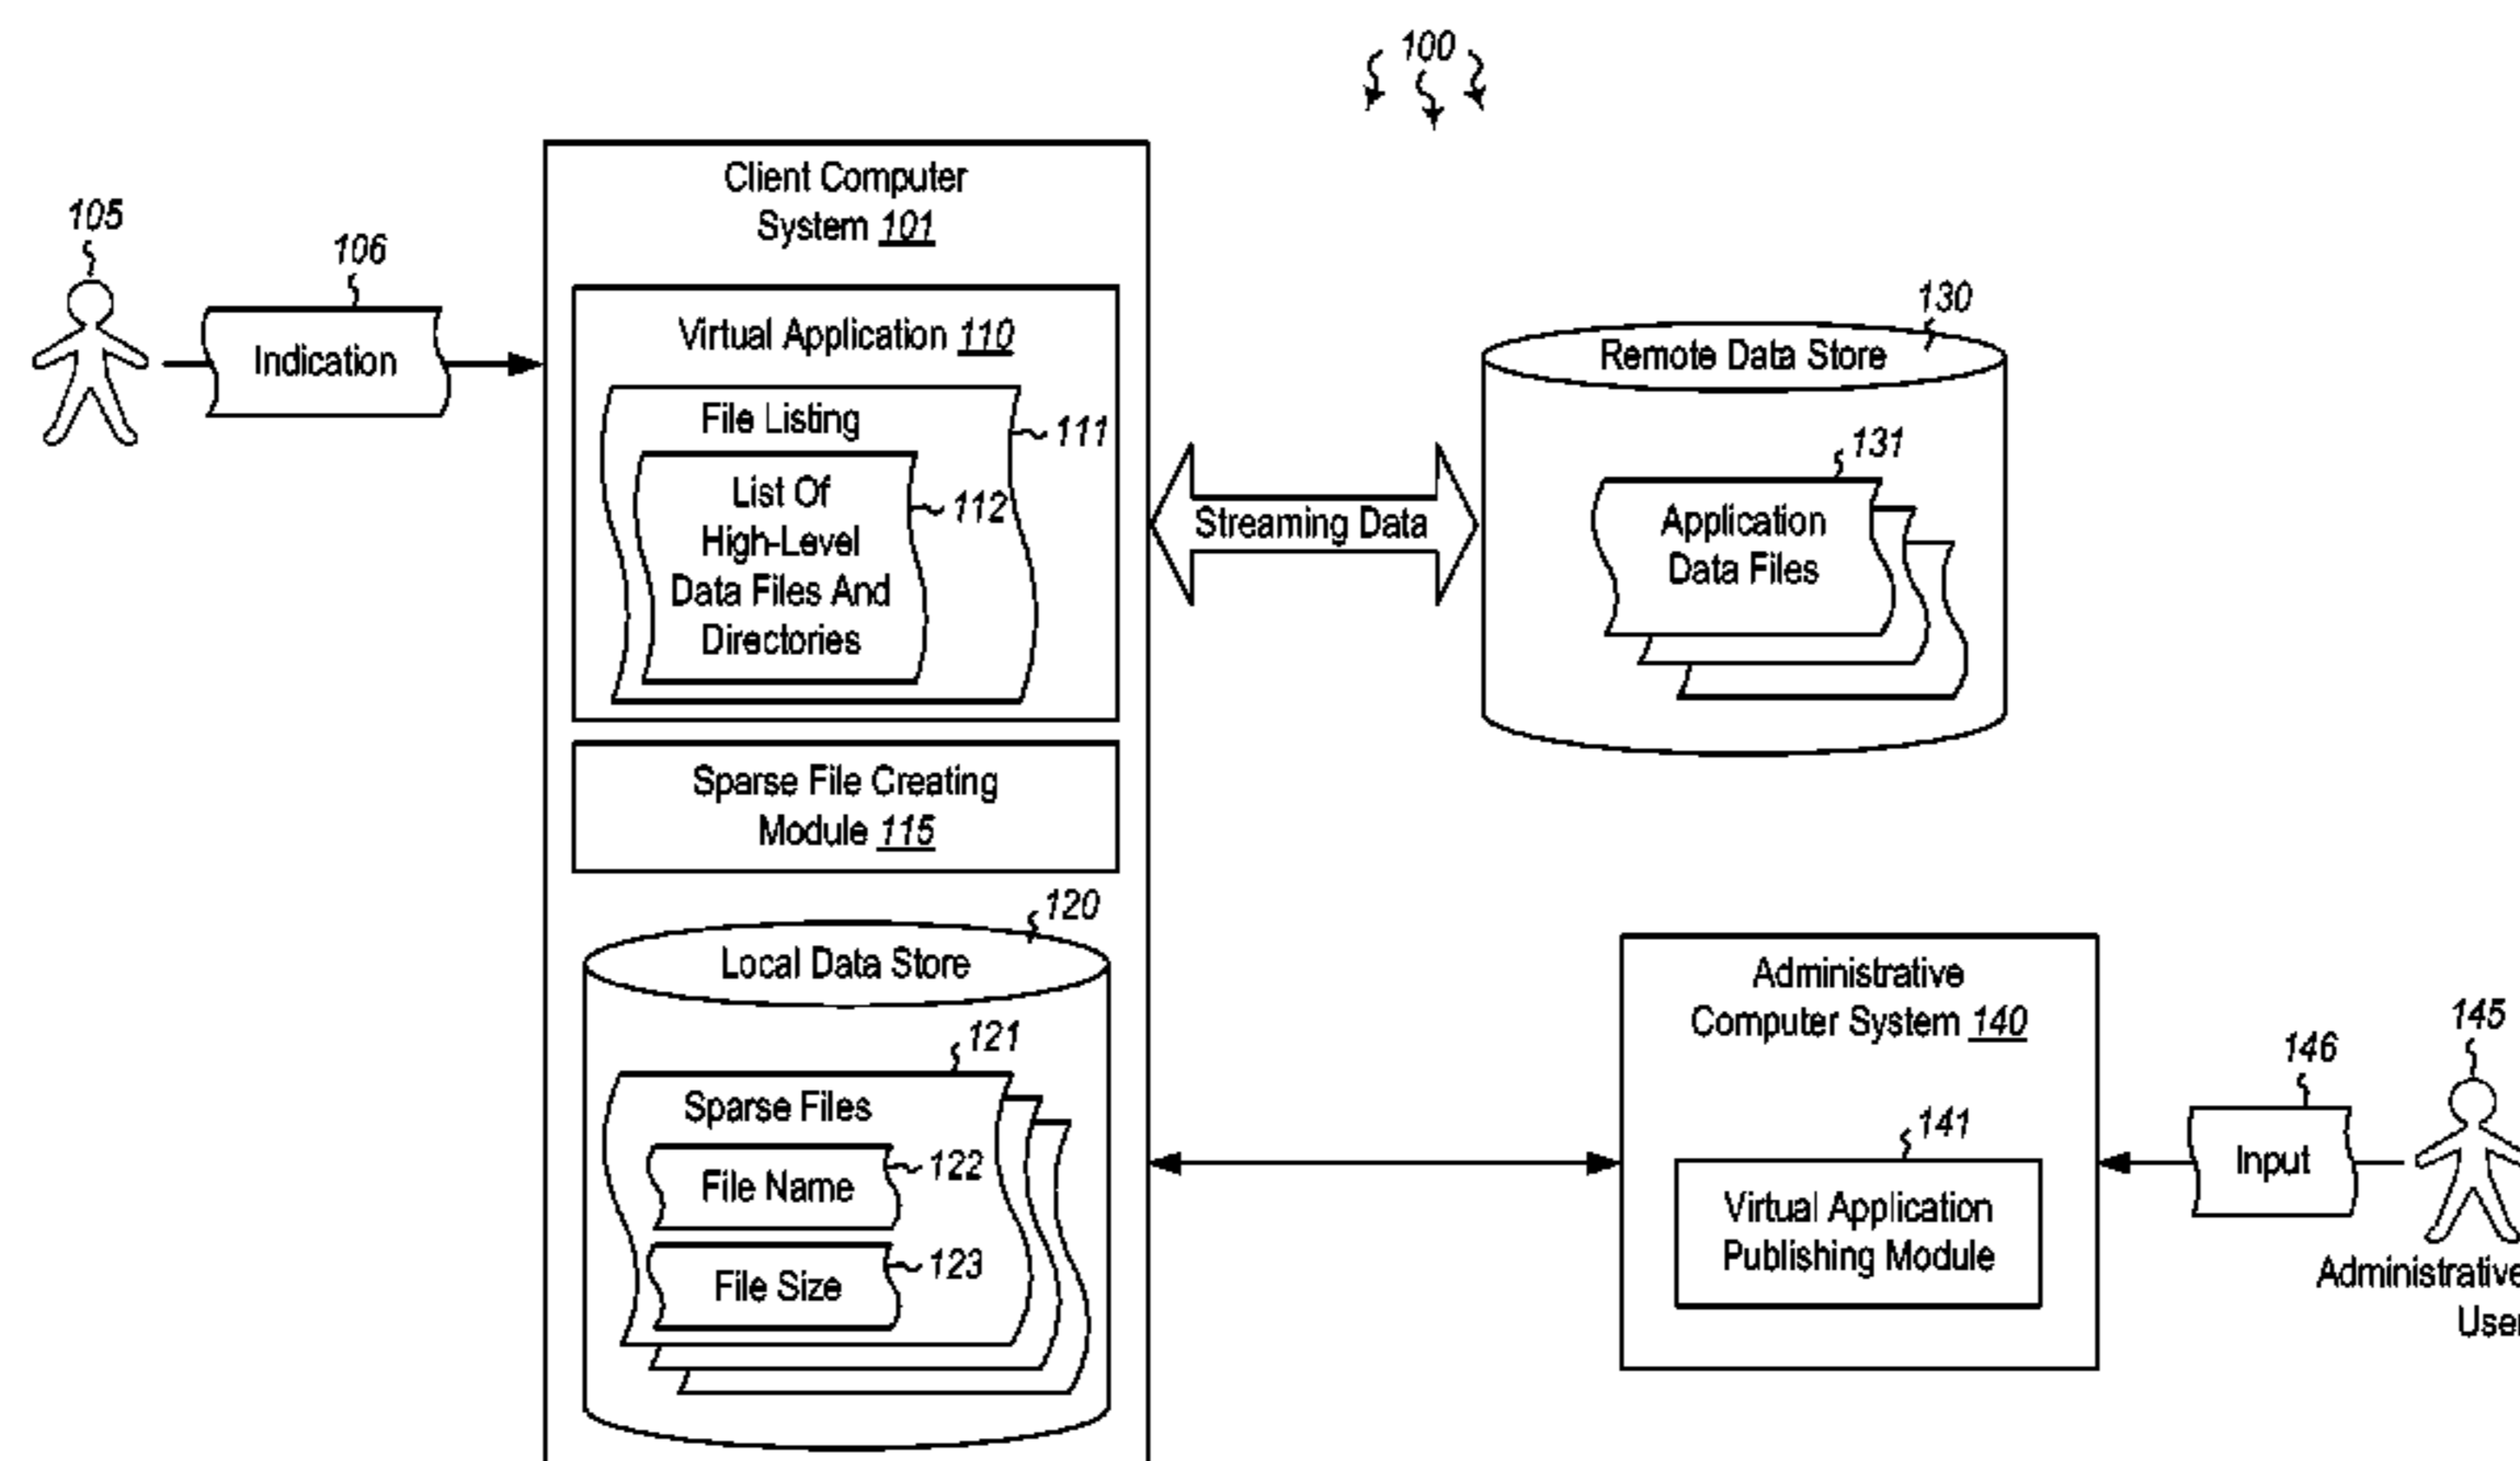 100
Client Computer
System 101
105
106
Indication
Virtual Application 110
File Listing
111
List Of
High-Level
Data Files And
Directories
112
Streaming Data
130
Remote Data Store
131
Application
Data Files
Sparse File Creating
Module 115
120
Local Data Store
121
Sparse Files
File Name
122
File Size
123
Administrative
Computer System 140
141
Virtual Application
Publishing Module
146
Input
145
Administrative
User